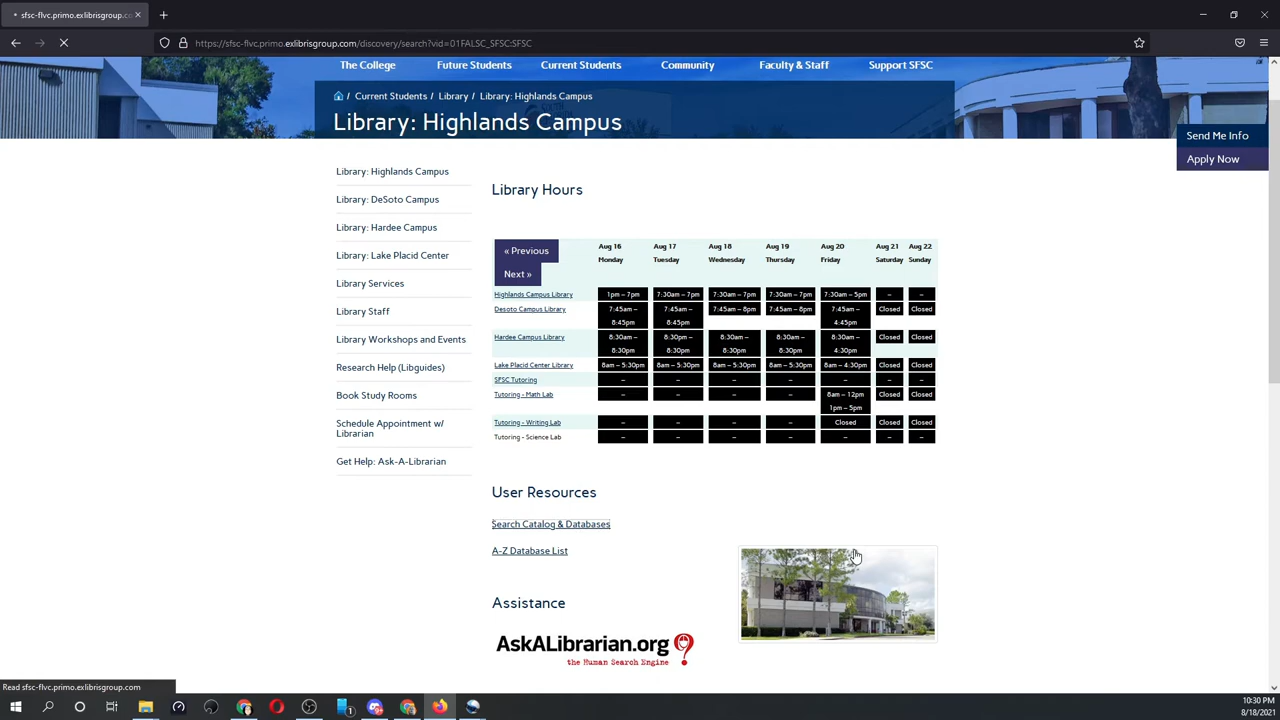 sfsc-flvc.primo.exlibrisgroup.co
https://sfsc-flvc.primo.exlibrisgroup.com/discovery/search?vid=01FALSC_SFSC:SFSC
The College Future Students Current Students Community Faculty & Staff Support SFSC
/ Current Students / Library / Library: Highlands Campus
Library: Highlands Campus
Send Me Info
Apply Now
Library: Highlands Campus
Library: DeSoto Campus
Library: Hardee Campus
Library: Lake Placid Center
Library Services
Library Staff
Library Workshops and Events
Research Help (Libguides)
Book Study Rooms
Schedule Appointment w/
Librarian
Get Help: Ask-A-Librarian
Library Hours
« Previous
Next »
Aug 16 Aug 17 Aug 18 Aug 19 Aug 20 Aug 21 Aug 22
Monday Tuesday Wednesday Thursday Friday Saturday Sunday
Highlands Campus Library 1pm – 7pm 7:30am – 7pm 7:30am – 7pm 7:30am – 7pm 7:30am – 5pm – –
Desoto Campus Library 7:45am – 7:45am – 7:45am – 8pm 7:45am – 8pm 7:45am – Closed Closed
8:45pm 8:45pm 4:45pm
Hardee Campus Library 8:30am – 8:30pm – 8:30am – 8:30am – 8:30am – Closed Closed
8:30pm 8:30pm 8:30pm 8:30pm 4:30pm
Lake Placid Center Library 8am – 5:30pm 8am – 5:30pm 8am – 5:30pm 8am – 5:30pm 8am – 4:30pm Closed Closed
SFSC Tutoring – – – – – – –
Tutoring - Math Lab – – – – 8am – 12pm Closed Closed
1pm – 5pm
Tutoring - Writing Lab – – – – Closed Closed Closed
Tutoring - Science Lab – – – – – – –
User Resources
Search Catalog & Databases
A-Z Database List
Assistance
AskALibrarian.org
the Human Search Engine
Read sfsc-flvc.primo.exlibrisgroup.com
1
10:30 PM
8/18/2021